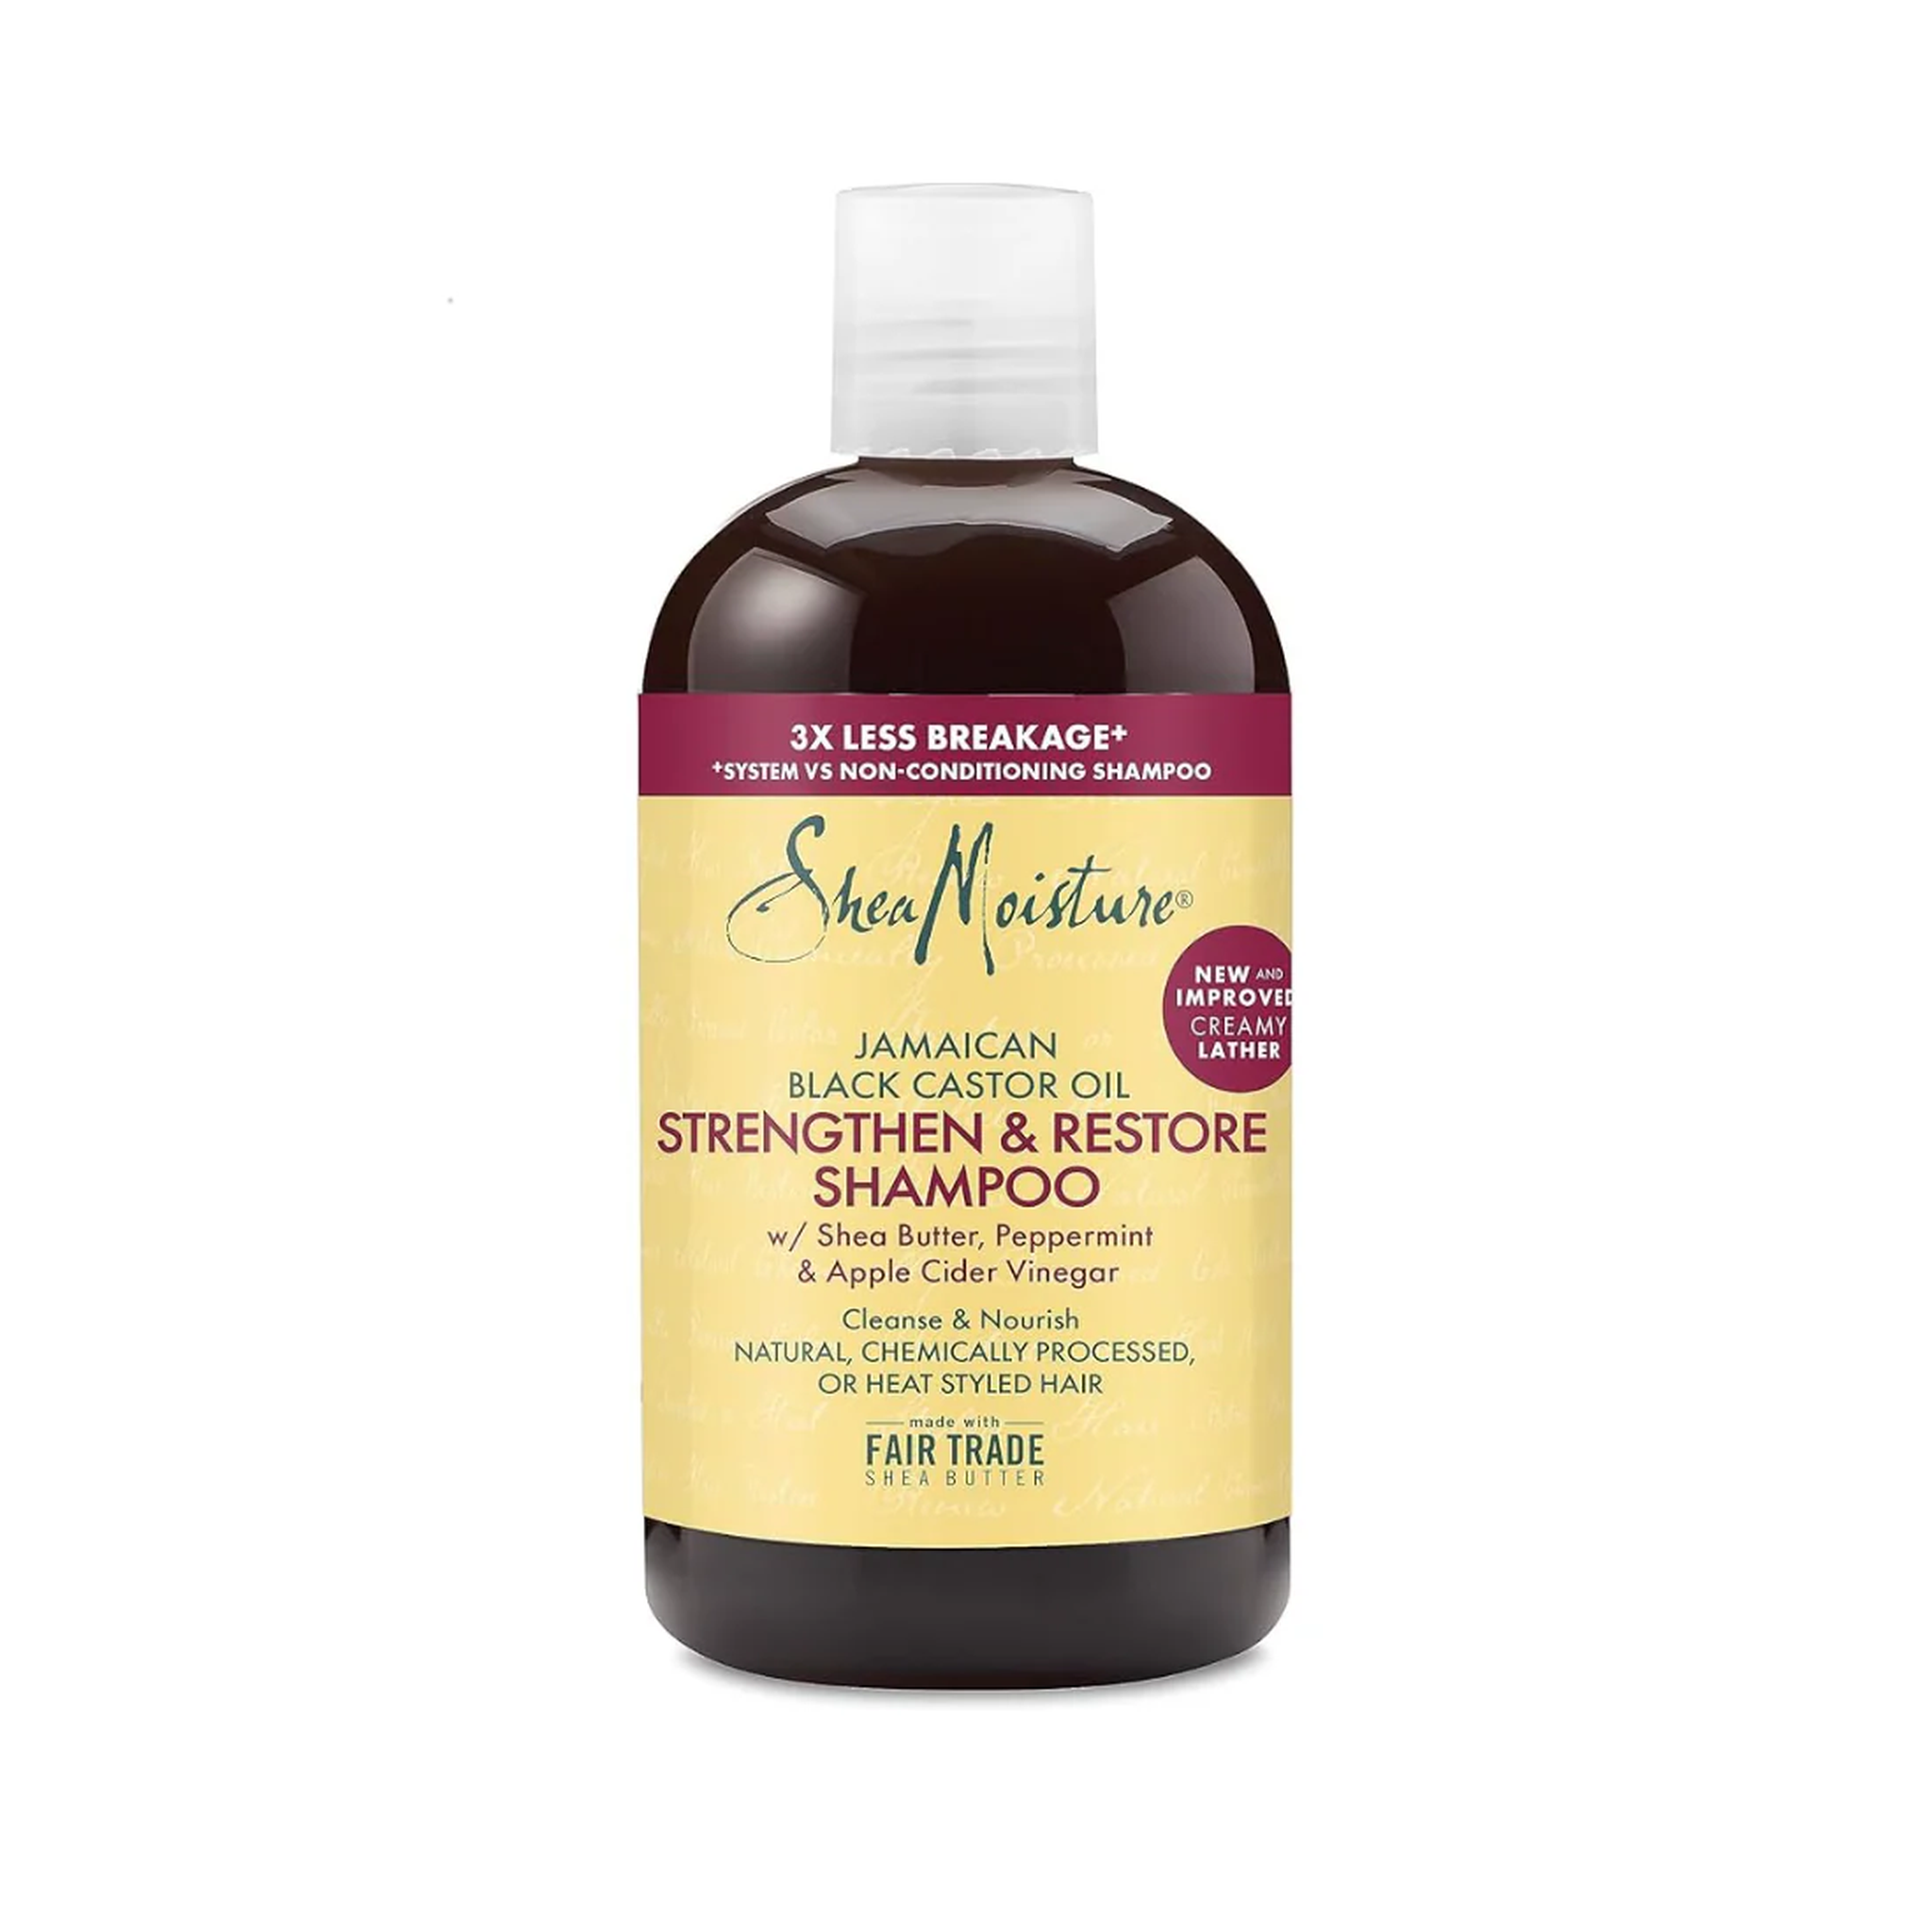 3X LESS BREAKAGE+
+SYSTEM VS NON-CONDITIONING SHAMPOO
SheaMoisture®
NEW AND
IMPROVED
CREAMY
LATHER
JAMAICAN
BLACK CASTOR OIL
STRENGTHEN & RESTORE
SHAMPOO
w/ Shea Butter, Peppermint
& Apple Cider Vinegar
Cleanse & Nourish
NATURAL, CHEMICALLY PROCESSED,
OR HEAT STYLED HAIR
made with
FAIR TRADE
SHEA BUTTER